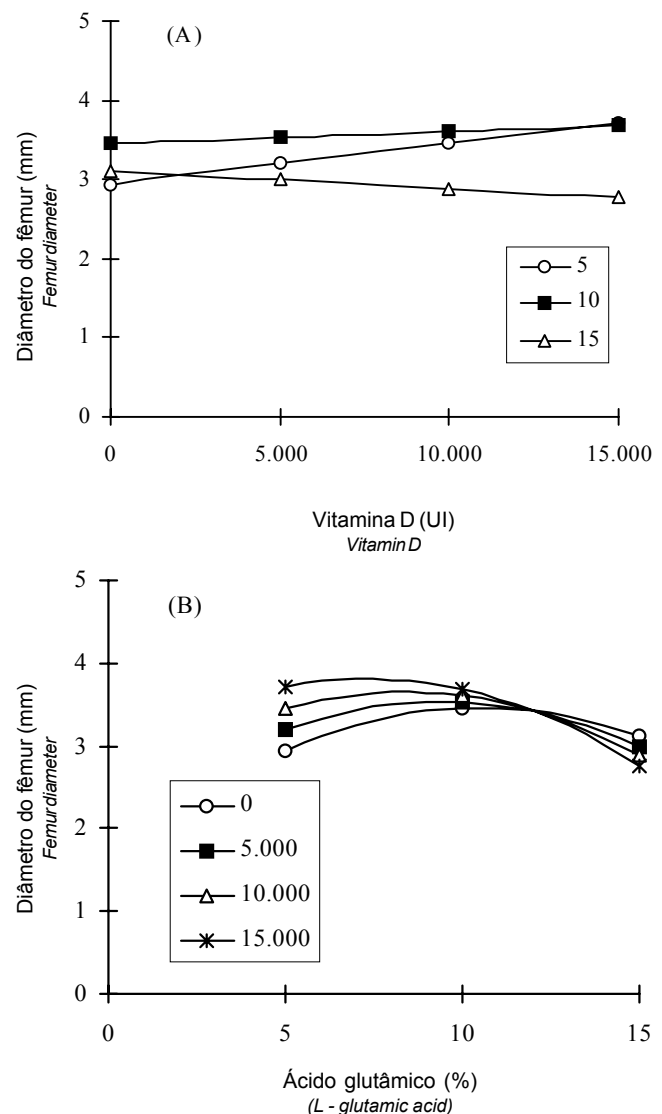 5
(A)
4
3
2
1
0
Diâmetro do fêmur (mm)
Femur diameter
5
10
15
0 5.000 10.000 15.000
Vitamina D (UI)
Vitamin D
5
(B)
4
3
2
1
0
Diâmetro do fêmur (mm)
Femur diameter
0
5.000
10.000
15.000
0 5 10 15
Ácido glutâmico (%)
(L - glutamic acid)